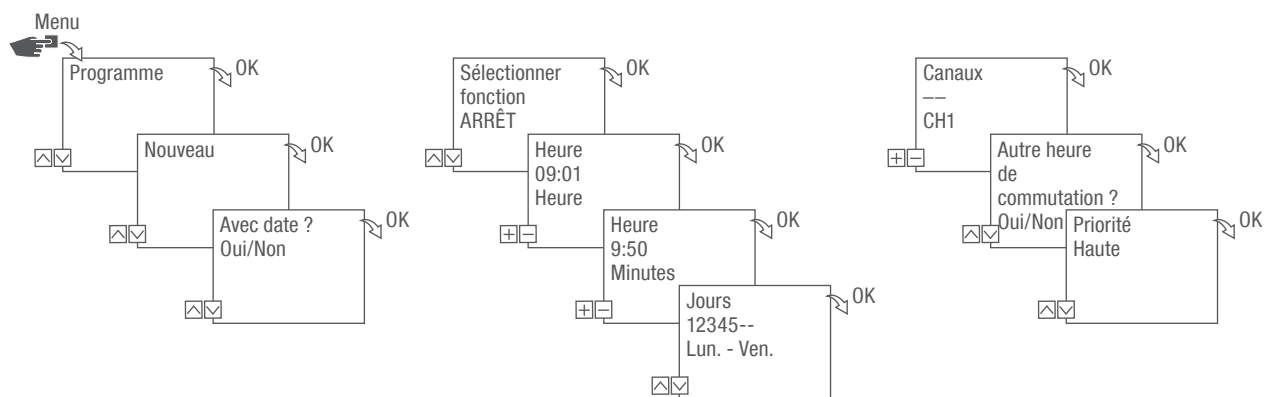 Menu
Programme
OK
Nouveau
OK
Avec date ?
Oui/Non
OK
Sélectionner
fonction
ARRÊT
OK
Heure
09:01
Heure
OK
Heure
9:50
Minutes
OK
Jours
12345--
Lun. - Ven.
OK
Canaux
––
CH1
OK
Autre heure
de
commutation ?
Oui/Non
OK
Priorité
Haute
OK